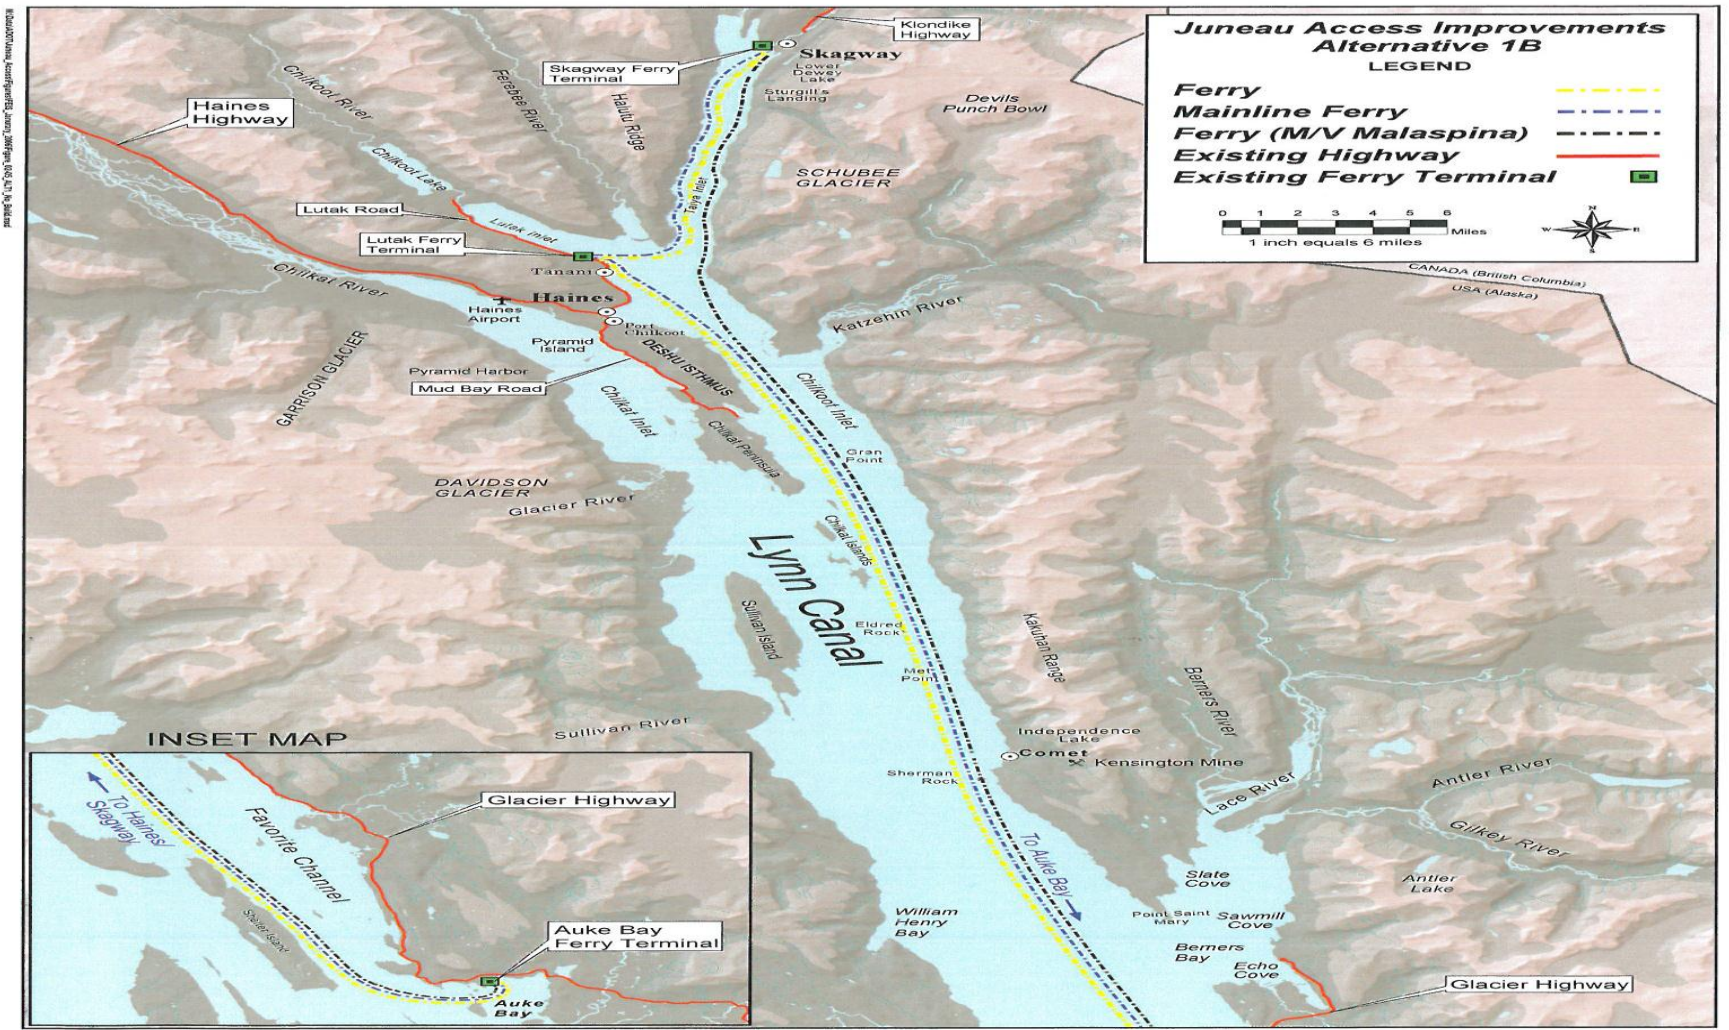 Juneau Access Improvements
Alternative 1B
LEGEND
Ferry
Mainline Ferry
Ferry (M/V Malaspina)
Existing Highway
Existing Ferry Terminal
0 1 2 3 4 5 6
Miles
1 inch equals 6 miles
N
W E
S
Klondike
Highway
Skagway
Skagway Ferry
Terminal
Lower
Dewey
Lake
Sturgill's
Landing
Devils
Punch Bowl
Chilkoot River
Ferebee River
Halutu Ridge
Haines
Highway
Chilkoot Lake
SCHUBEE
GLACIER
Taiya Inlet
Lutak Road
Lutak Inlet
Lutak Ferry
Terminal
Tanani
Chilkat River
Haines
Haines
Airport
Port
Chilkoot
CANADA (British Columbia)
USA (Alaska)
Katzehin River
Pyramid
Island
DESHU ISTHMUS
GARRISON GLACIER
Pyramid Harbor
Mud Bay Road
Chilkat Inlet
Chilkoot Inlet
Chilkat Peninsula
Gran
Point
DAVIDSON
GLACIER
Glacier River
Chilkat Islands
Lynn Canal
Sullivan Island
Eldred
Rock
Kakuhan Range
Met
Point
Berners River
Sullivan River
Independence
Lake
Comet
Kensington Mine
Sherman
Rock
Lace River
Antler River
Gilkey River
To Auke Bay
Slate
Cove
Antler
Lake
William
Henry
Bay
Point Saint
Mary
Sawmill
Cove
Berners
Bay
Echo
Cove
Glacier Highway
INSET MAP
To Haines/
Skagway
Favorite Channel
Glacier Highway
Shelter Island
Auke Bay
Ferry Terminal
Auke
Bay